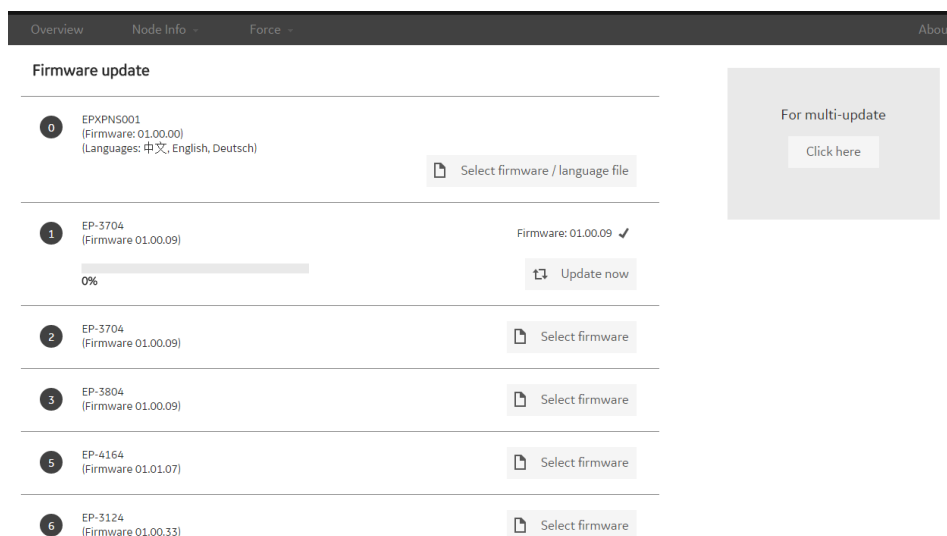 Overview Node Info Force Abou
Firmware update
0 EPXPNS001
(Firmware: 01.00.00)
(Languages: 中文, English, Deutsch)
Select firmware / language file
1 EP-3704
(Firmware 01.00.09)
Firmware: 01.00.09
0%
Update now
2 EP-3704
(Firmware 01.00.09)
Select firmware
3 EP-3804
(Firmware 01.00.09)
Select firmware
5 EP-4164
(Firmware 01.01.07)
Select firmware
6 EP-3124
(Firmware 01.00.33)
Select firmware
For multi-update
Click here